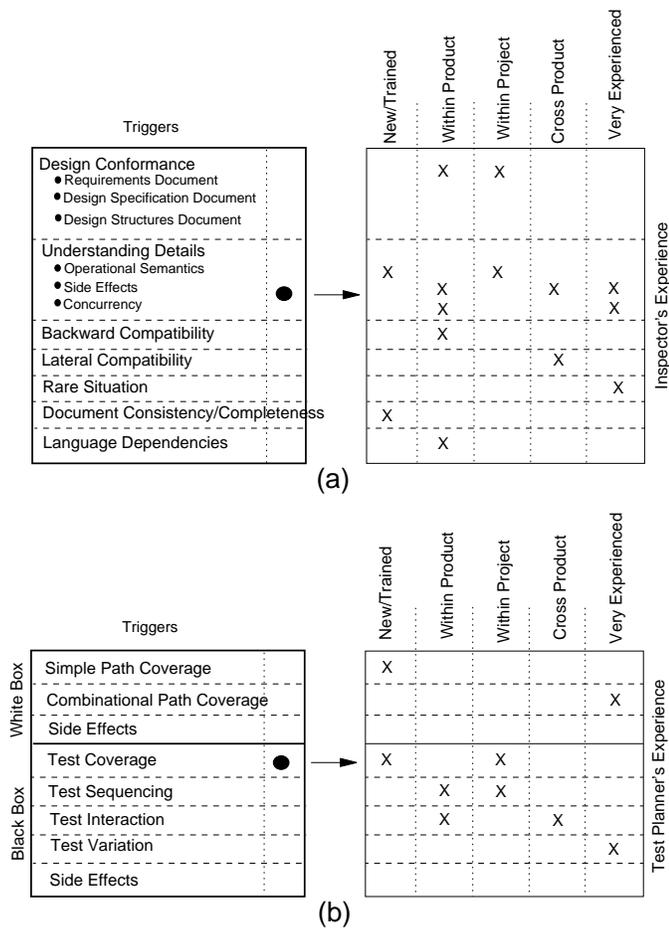 New/Trained
Within Product
Within Project
Cross Product
Very Experienced
Triggers
Design Conformance
Requirements Document
Design Specification Document
Design Structures Document
X X
Understanding Details
Operational Semantics
X X
Side Effects
X X X
Concurrency
X X
Backward Compatibility
X
Lateral Compatibility
X
Rare Situation
X
Document Consistency/Completeness
X
Language Dependencies
X
Inspector's Experience
(a)
New/Trained
Within Product
Within Project
Cross Product
Very Experienced
Triggers
White Box
Simple Path Coverage
X
Combinational Path Coverage
X
Side Effects
Black Box
Test Coverage
X X
Test Sequencing
X X
Test Interaction
X X
Test Variation
X
Side Effects
Test Planner's Experience
(b)